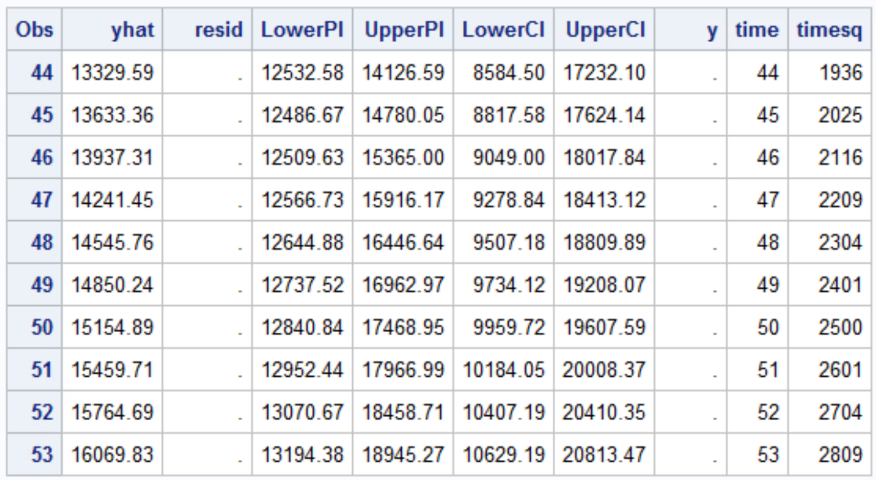 Obs yhat resid LowerPI UpperPI LowerCI UpperCI y time timesq
44 13329.59 . 12532.58 14126.59 8584.50 17232.10 . 44 1936
45 13633.36 . 12486.67 14780.05 8817.58 17624.14 . 45 2025
46 13937.31 . 12509.63 15365.00 9049.00 18017.84 . 46 2116
47 14241.45 . 12566.73 15916.17 9278.84 18413.12 . 47 2209
48 14545.76 . 12644.88 16446.64 9507.18 18809.89 . 48 2304
49 14850.24 . 12737.52 16962.97 9734.12 19208.07 . 49 2401
50 15154.89 . 12840.84 17468.95 9959.72 19607.59 . 50 2500
51 15459.71 . 12952.44 17966.99 10184.05 20008.37 . 51 2601
52 15764.69 . 13070.67 18458.71 10407.19 20410.35 . 52 2704
53 16069.83 . 13194.38 18945.27 10629.19 20813.47 . 53 2809